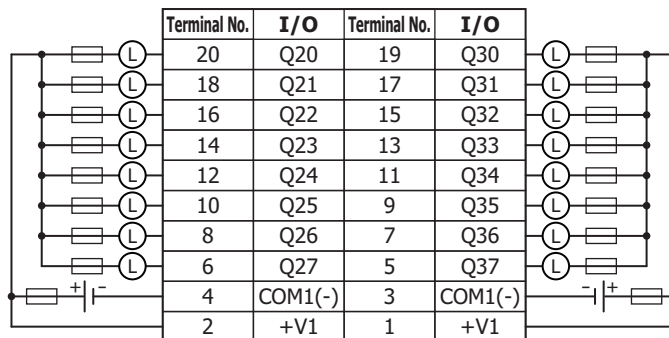 Terminal No. I/O Terminal No. I/O
L 20 Q20 19 Q30 L
L 18 Q21 17 Q31 L
L 16 Q22 15 Q32 L
L 14 Q23 13 Q33 L
L 12 Q24 11 Q34 L
L 10 Q25 9 Q35 L
L 8 Q26 7 Q36 L
L 6 Q27 5 Q37 L
+ - 4 COM1(-) 3 COM1(-) - +
2 +V1 1 +V1